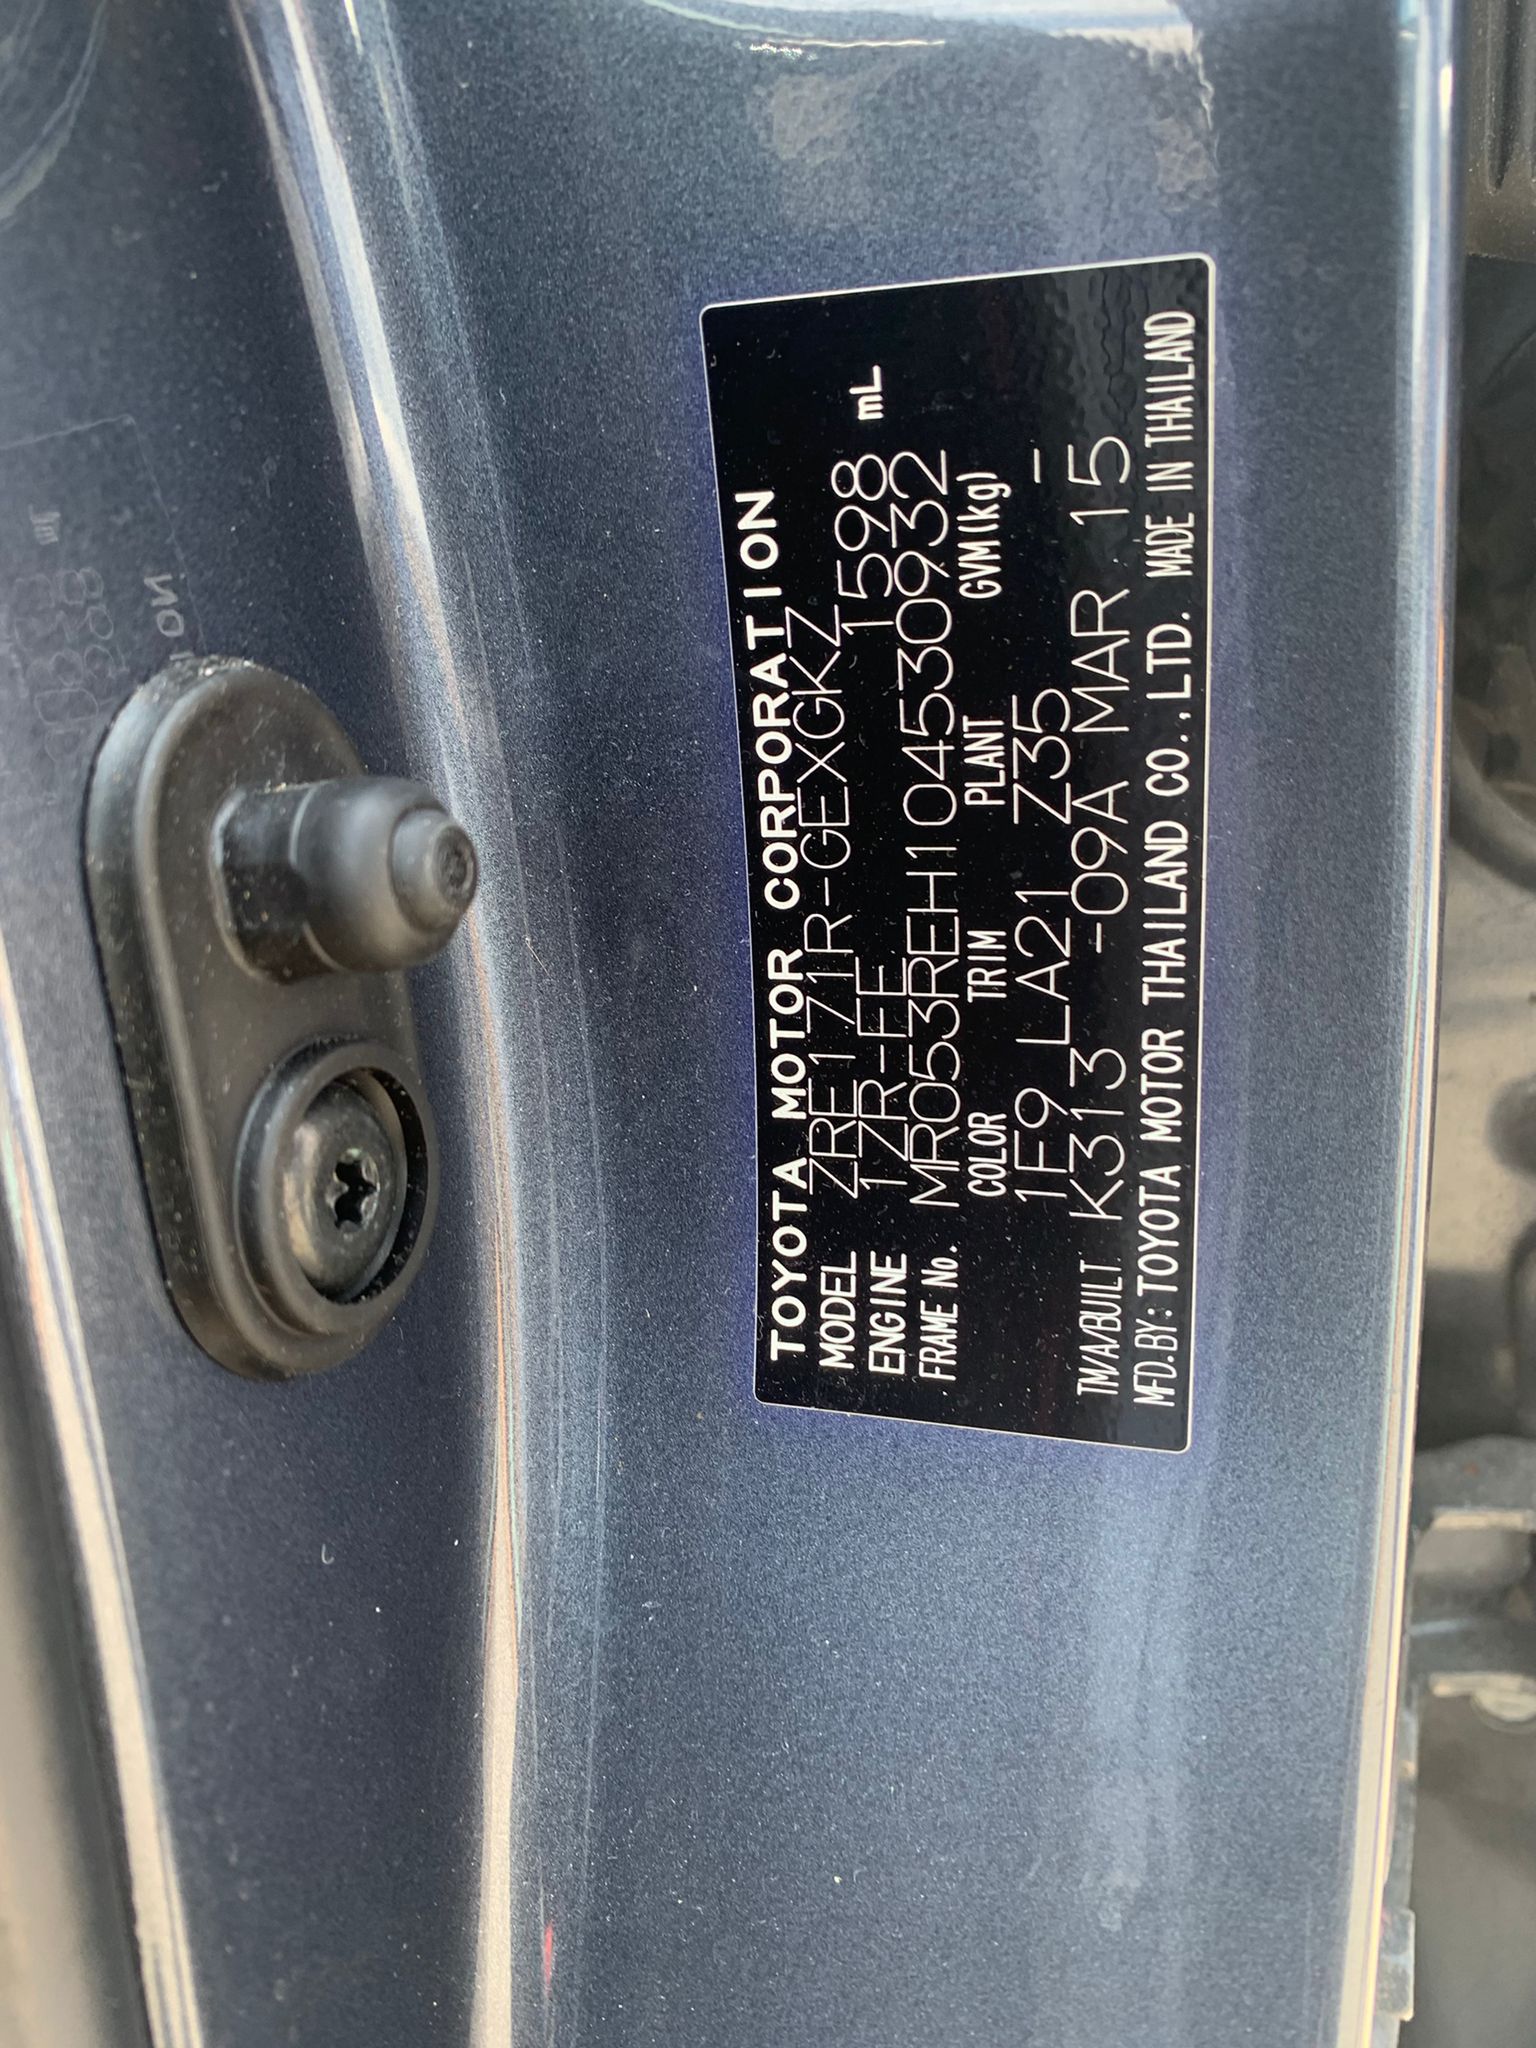 TOYOTA MOTOR CORPORATION
MODEL ZRE171R-GEXGKZ
ENGINE 1ZR-FE 1598 mL
FRAME No. MR053REH104530932
COLOR TRIM PLANT GVM(kg)
1F9 LA21 Z35 -
TM/A/BUILT K313 -09A MAR 15
MFD.BY: TOYOTA MOTOR THAILAND CO.,LTD. MADE IN THAILAND